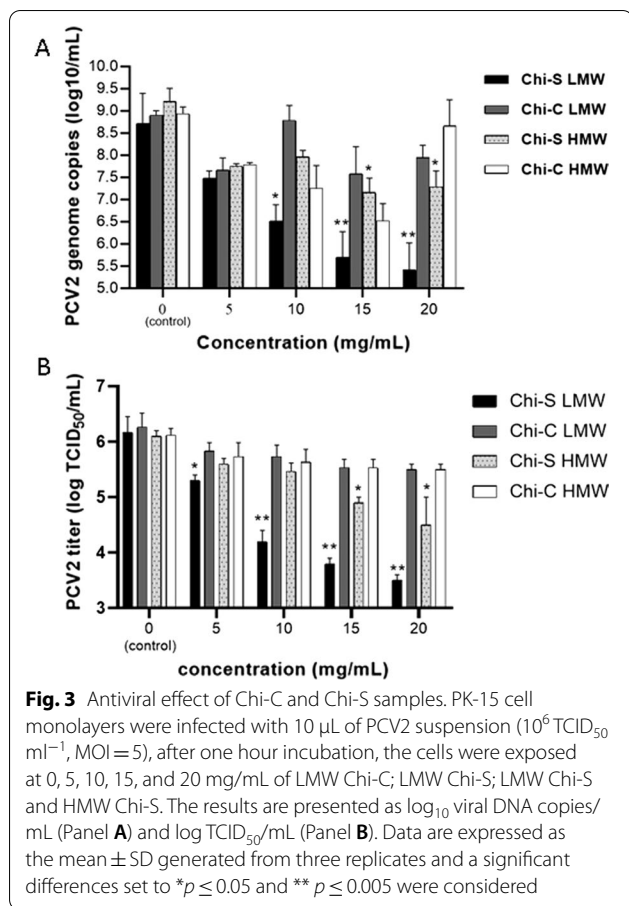 A
PCV2 genome copies (log10/mL)
10.0
9.5
9.0
8.5
8.0
7.5
7.0
6.5
6.0
5.5
5.0
* ** * ** *
0 5 10 15 20
(control)
Concentration (mg/mL)
Chi-S LMW
Chi-C LMW
Chi-S HMW
Chi-C HMW
B
PCV2 titer (log TCID₅₀/mL)
7
6
5
4
3
* ** ** * ** *
0 5 10 15 20
(control)
concentration (mg/mL)
Chi-S LMW
Chi-C LMW
Chi-S HMW
Chi-C HMW
Fig. 3 Antiviral effect of Chi-C and Chi-S samples. PK-15 cell
monolayers were infected with 10 µL of PCV2 suspension (10⁶ TCID₅₀
ml⁻¹, MOI = 5), after one hour incubation, the cells were exposed
at 0, 5, 10, 15, and 20 mg/mL of LMW Chi-C; LMW Chi-S; LMW Chi-S
and HMW Chi-S. The results are presented as log₁₀ viral DNA copies/
mL (Panel A) and log TCID₅₀/mL (Panel B). Data are expressed as
the mean ± SD generated from three replicates and a significant
differences set to *p ≤ 0.05 and ** p ≤ 0.005 were considered